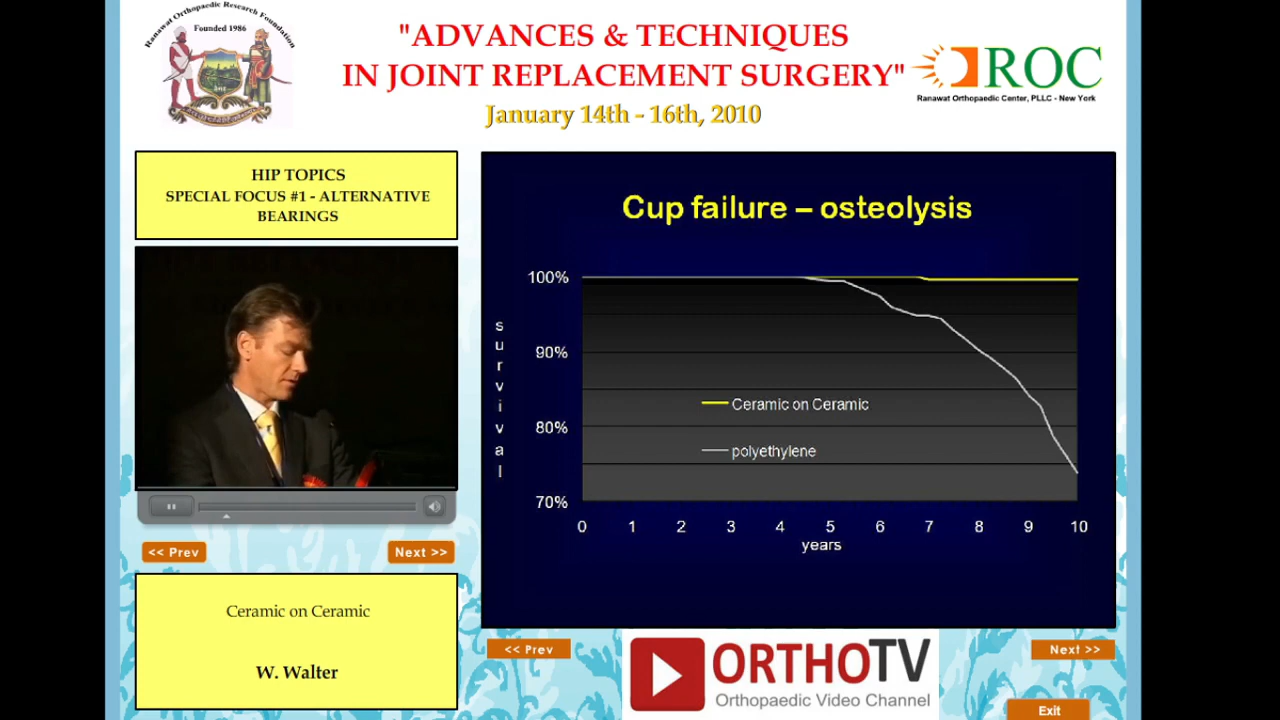 Ranawat Orthopaedic Research Foundation
Founded 1986
"ADVANCES & TECHNIQUES
IN JOINT REPLACEMENT SURGERY"
January 14th - 16th, 2010
ROC
Ranawat Orthopaedic Center, PLLC - New York
HIP TOPICS
SPECIAL FOCUS #1 - ALTERNATIVE
BEARINGS
<< Prev
Next >>
Ceramic on Ceramic
W. Walter
Cup failure – osteolysis
100%
90%
80%
70%
survival
Ceramic on Ceramic
polyethylene
0 1 2 3 4 5 6 7 8 9 10
years
<< Prev
ORTHOTV
Orthopaedic Video Channel
Next >>
Exit